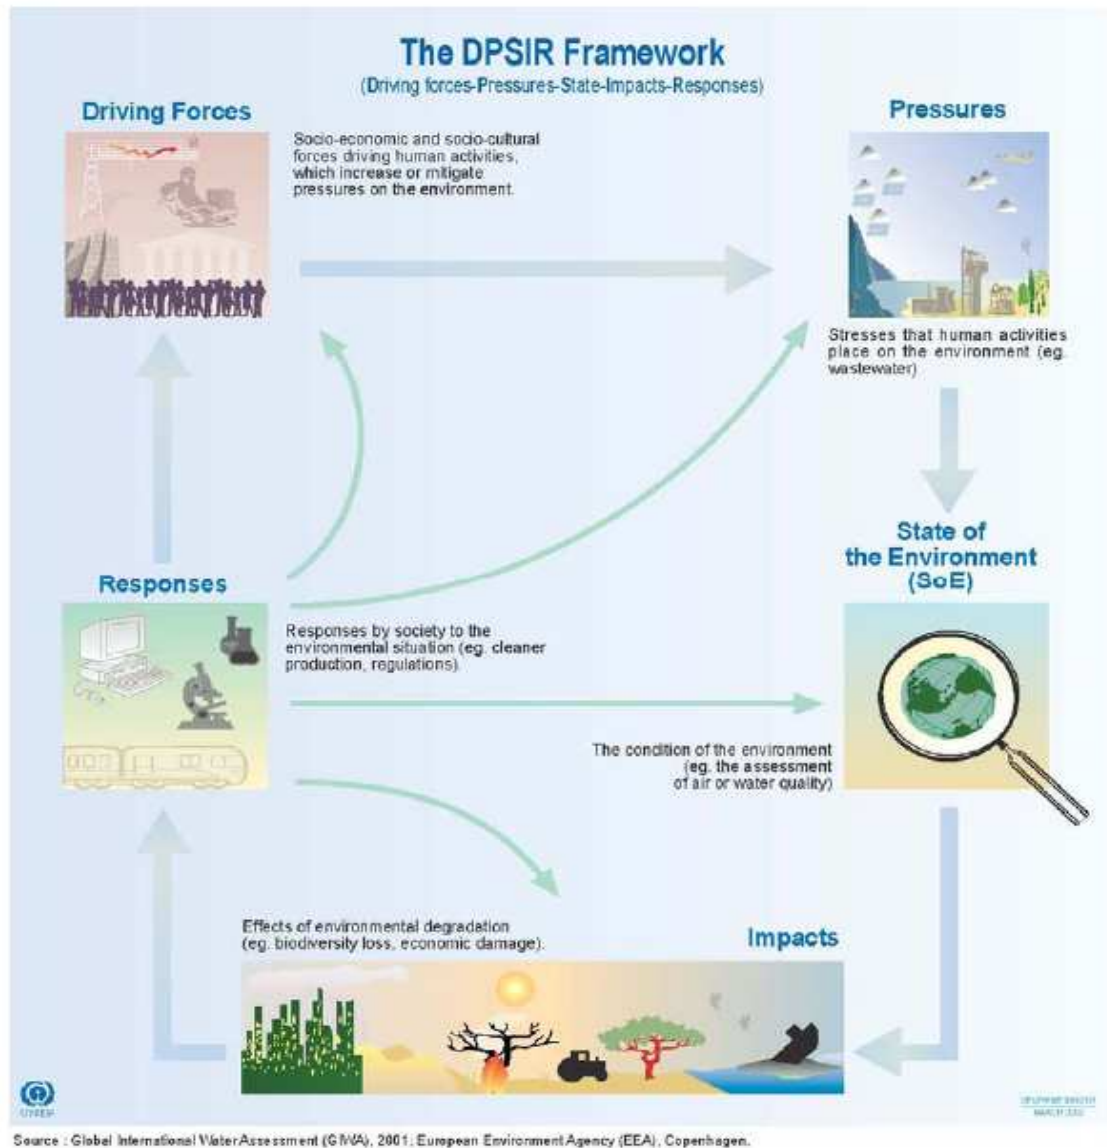 The DPSIR Framework
(Driving forces-Pressures-State-Impacts-Responses)
Driving Forces
Socio-economic and socio-cultural
forces driving human activities,
which increase or mitigate
pressures on the environment.
Pressures
Stresses that human activities
place on the environment (eg.
wastewater)
State of
the Environment
(SoE)
Responses
Responses by society to the
environmental situation (eg. cleaner
production, regulations).
The condition of the environment
(eg. the assessment
of air or water quality)
Effects of environmental degradation
(eg. biodiversity loss, economic damage).
Impacts
UNEP
Source : Global International Water Assessment (GIWA), 2001; European Environment Agency (EEA), Copenhagen.